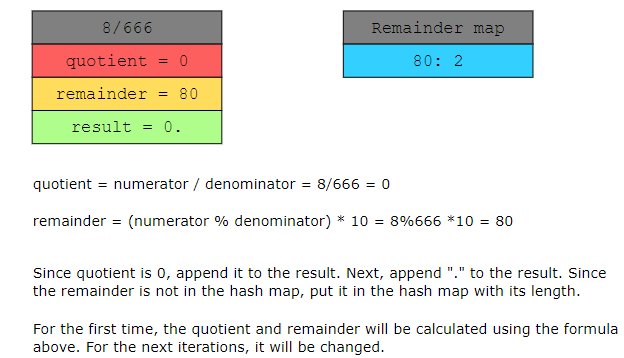 8/666
quotient = 0
remainder = 80
result = 0.
Remainder map
80: 2
quotient = numerator / denominator = 8/666 = 0
remainder = (numerator % denominator) * 10 = 8%666 *10 = 80
Since quotient is 0, append it to the result. Next, append "." to the result. Since
the remainder is not in the hash map, put it in the hash map with its length.
For the first time, the quotient and remainder will be calculated using the formula
above. For the next iterations, it will be changed.